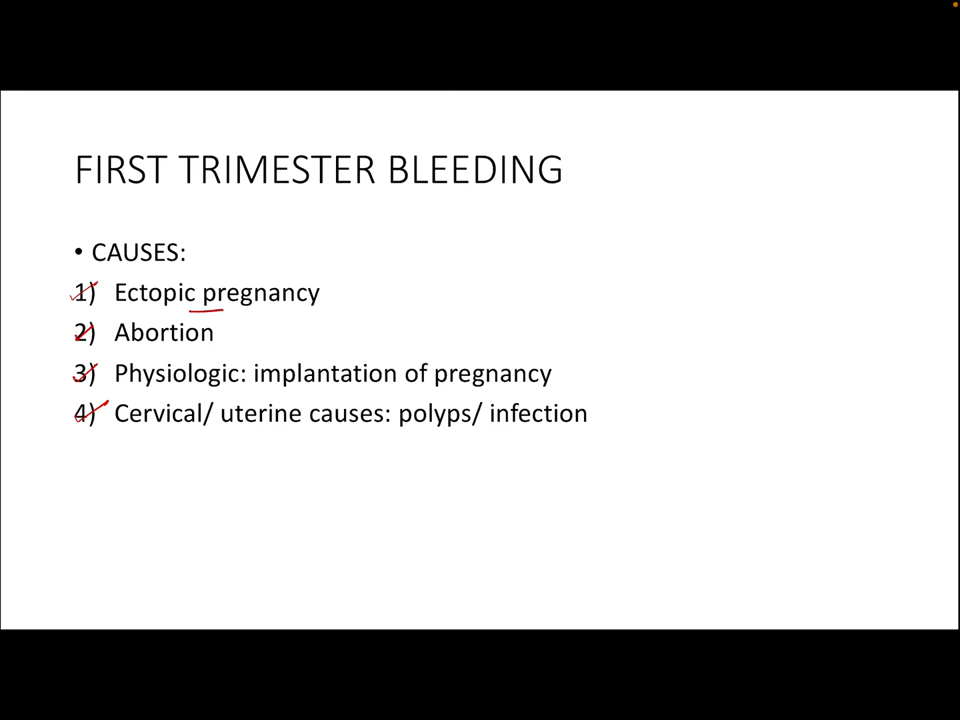 FIRST TRIMESTER BLEEDING
• CAUSES:
1) Ectopic pregnancy
2) Abortion
3) Physiologic: implantation of pregnancy
4) Cervical/ uterine causes: polyps/ infection